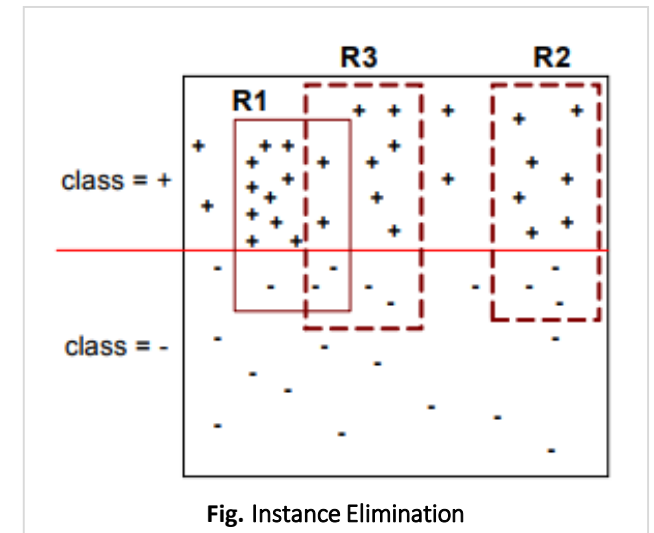 R3 R2
R1
class = +
class = -
Fig. Instance Elimination